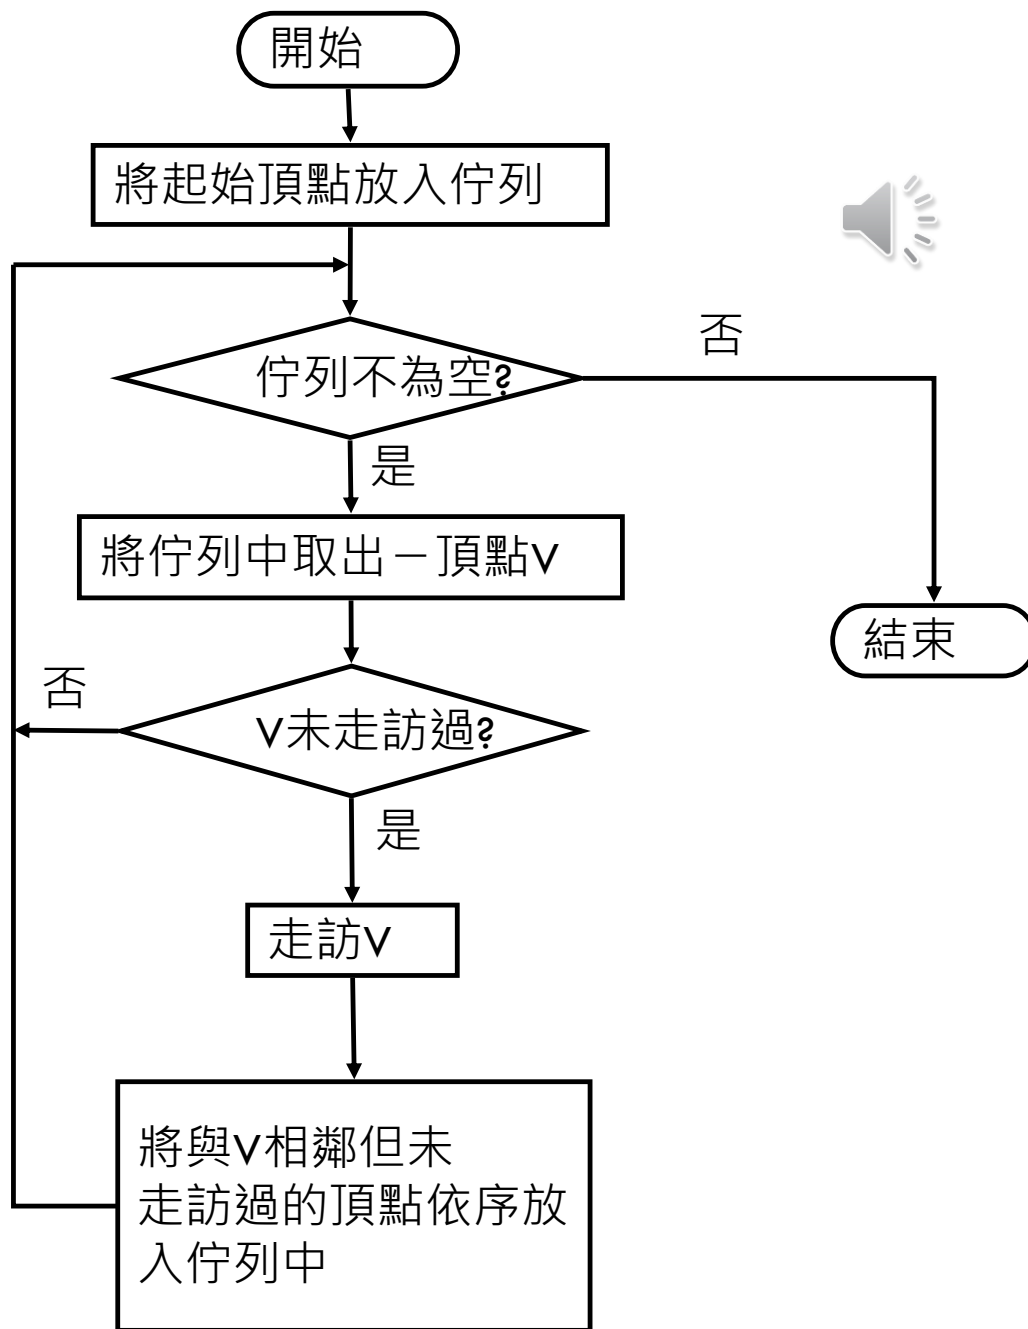 開始
將起始頂點放入佇列
佇列不為空?
否
是
將佇列中取出－頂點V
結束
否
V未走訪過?
是
走訪V
將與V相鄰但未
走訪過的頂點依序放
入佇列中